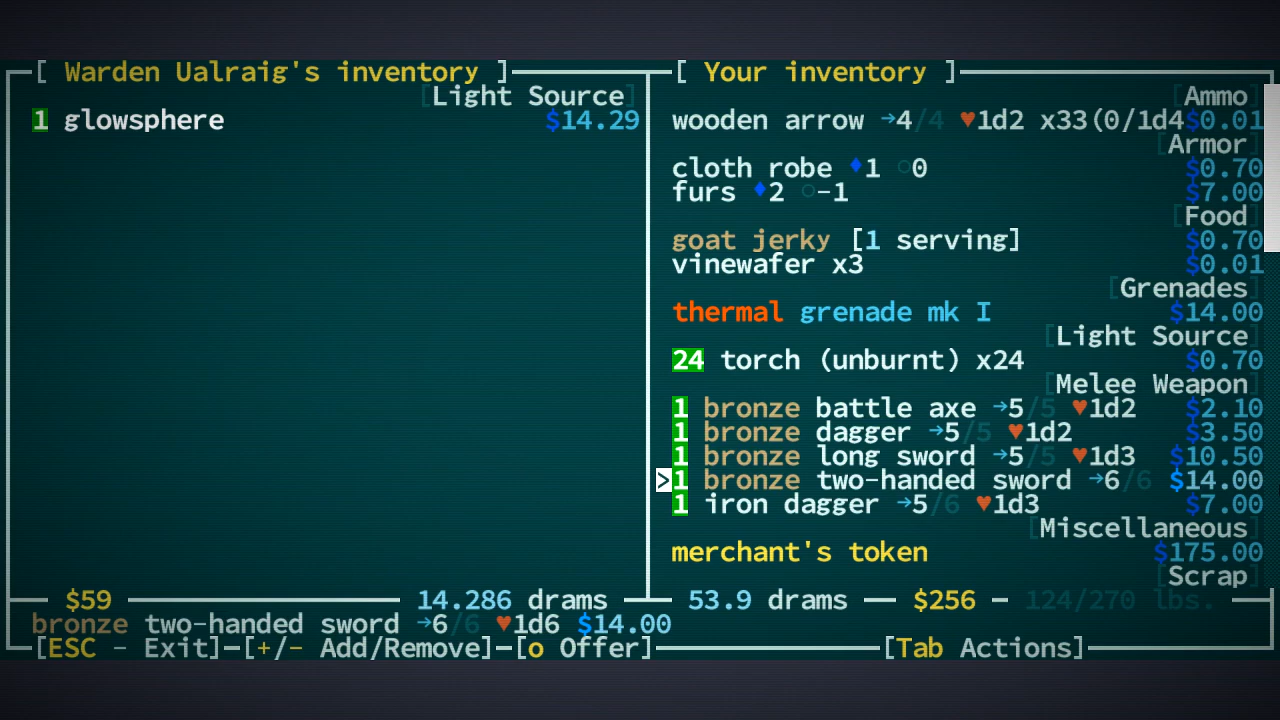 [ Warden Ualraig's inventory ]
[Light Source]
1 glowsphere $14.29
[ Your inventory ]
[Ammo]
wooden arrow →4/4 ♥1d2 x33(0/1d4$0.01
[Armor]
cloth robe ♦1 ○0 $0.70
furs ♦2 ○-1 $7.00
[Food]
goat jerky [1 serving] $0.70
vinewafer x3 $0.01
[Grenades]
thermal grenade mk I $14.00
[Light Source]
24 torch (unburnt) x24 $0.70
[Melee Weapon]
1 bronze battle axe →5/5 ♥1d2 $2.10
1 bronze dagger →5/5 ♥1d2 $3.50
1 bronze long sword →5/5 ♥1d3 $10.50
>1 bronze two-handed sword →6/6 $14.00
1 iron dagger →5/6 ♥1d3 $7.00
[Miscellaneous]
merchant's token $175.00
[Scrap]
$59 14.286 drams 53.9 drams $256 124/270 lbs.
bronze two-handed sword →6/6 ♥1d6 $14.00
[ESC - Exit] [+/- Add/Remove] [o Offer] [Tab Actions]